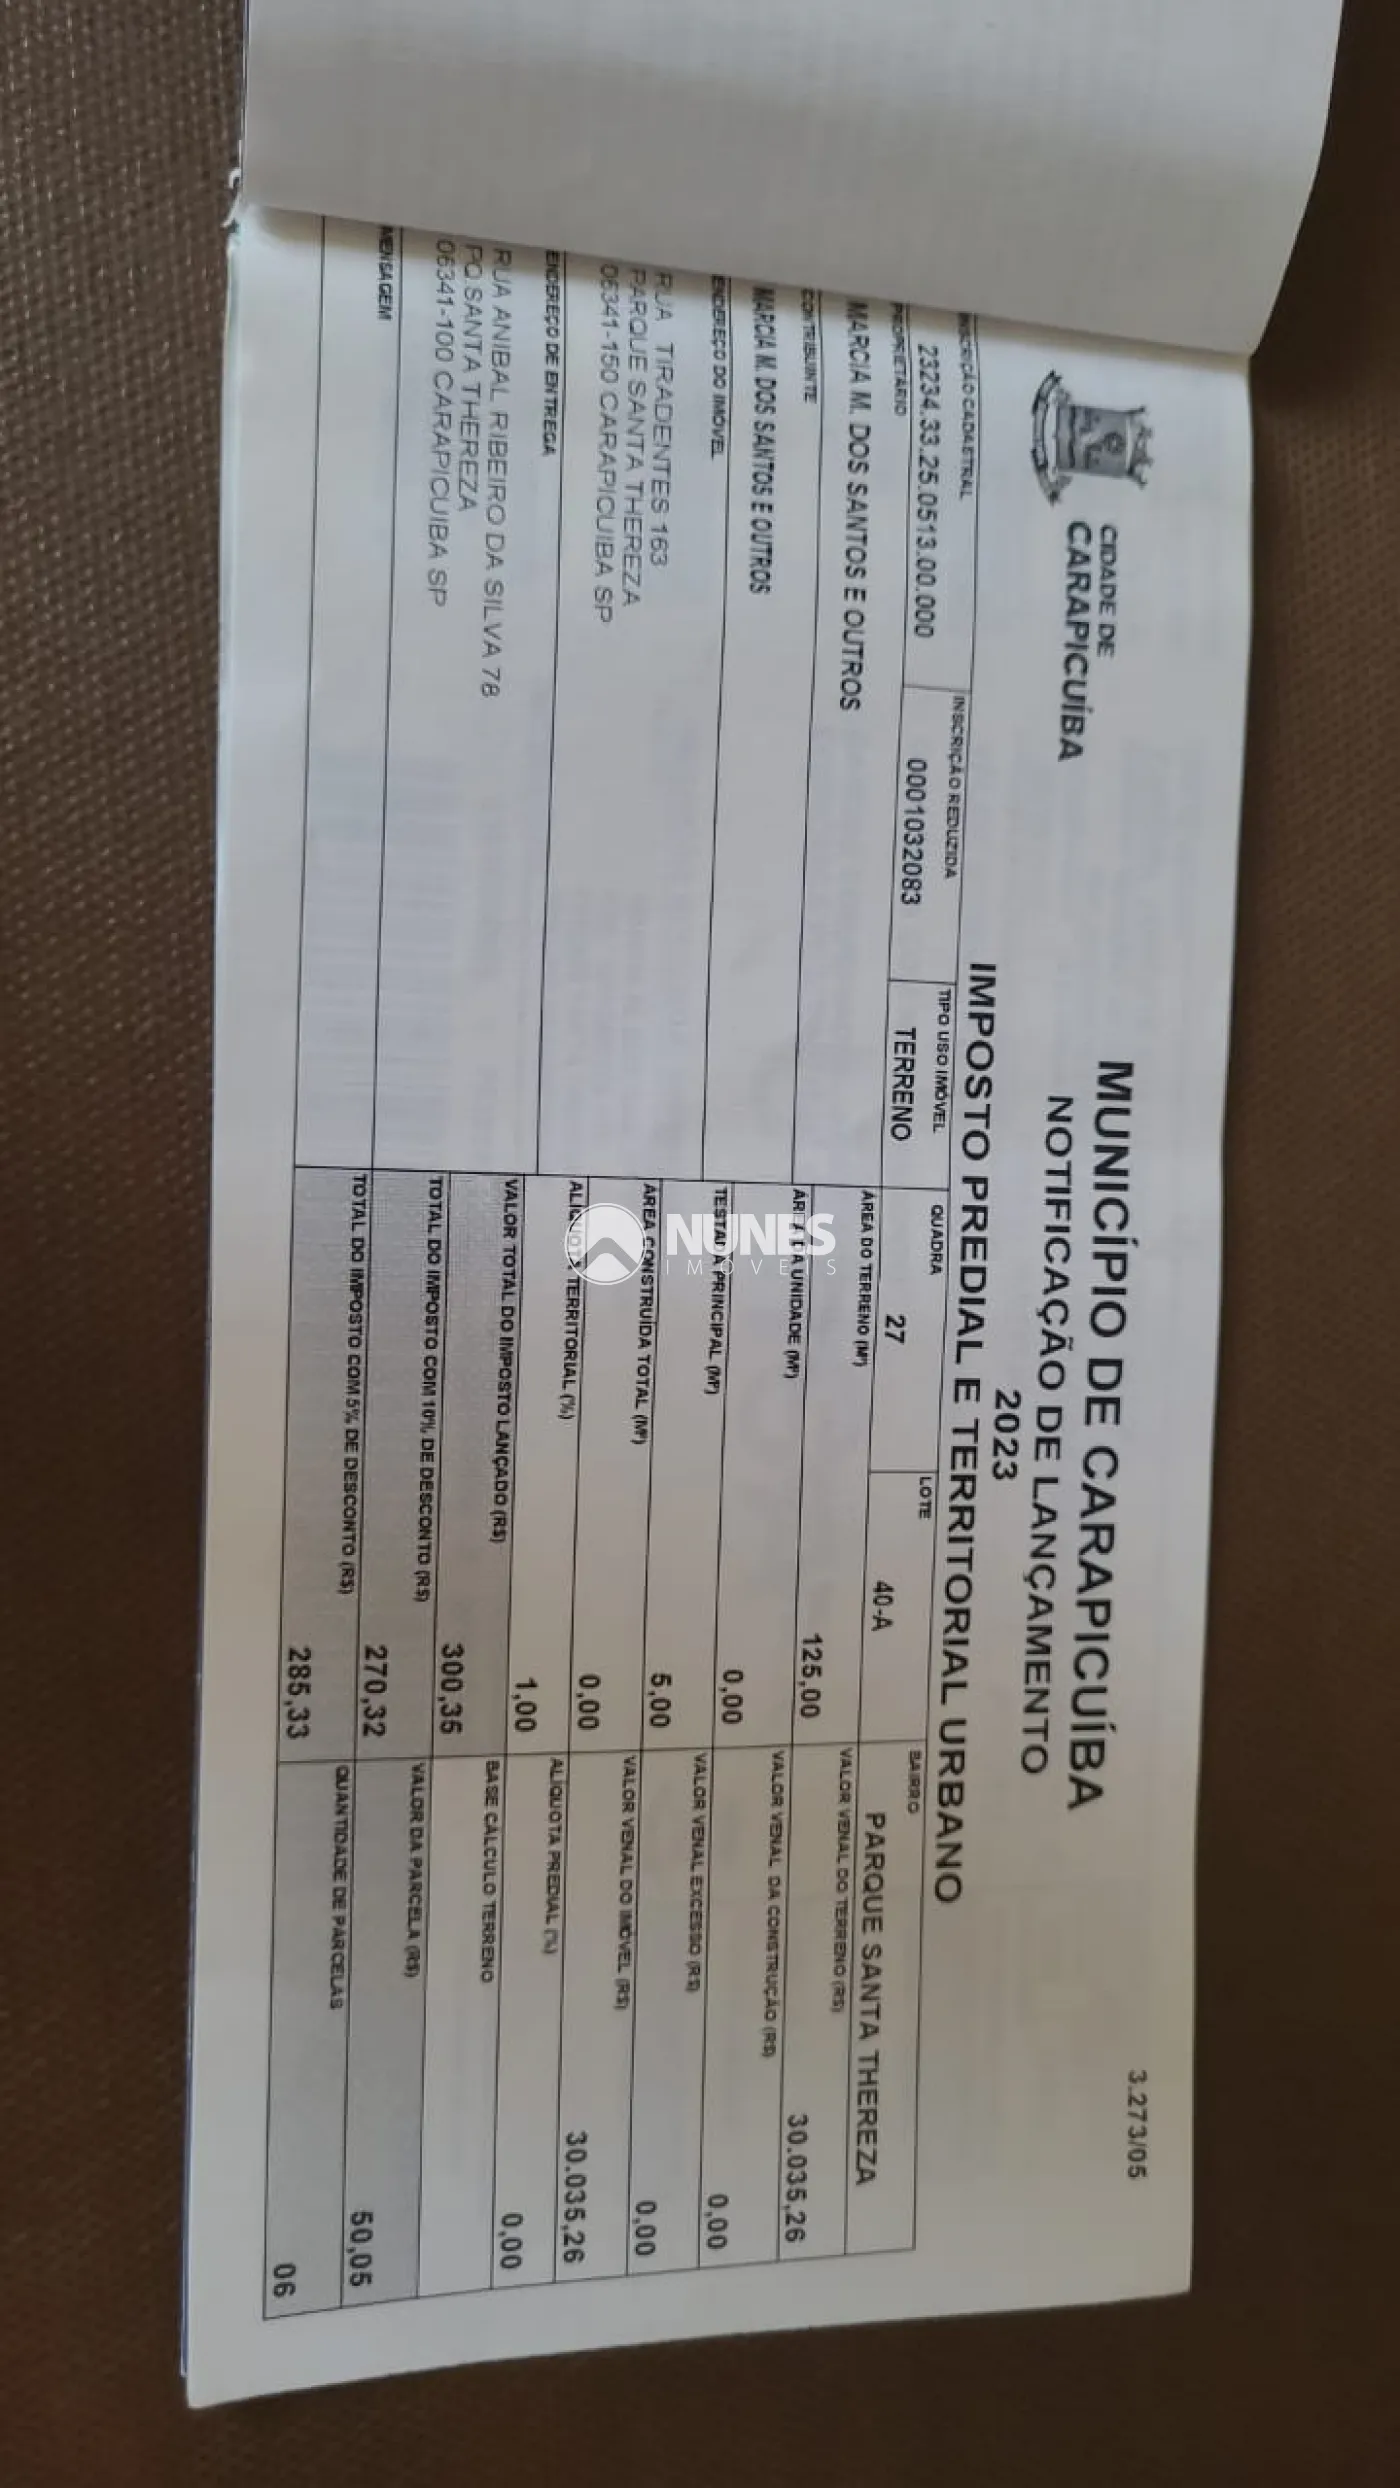 3.273/05
CIDADE DE
CARAPICUÍBA
MUNICÍPIO DE CARAPICUÍBA
NOTIFICAÇÃO DE LANÇAMENTO
2023
IMPOSTO PREDIAL E TERRITORIAL URBANO
INSCRIÇÃO CADASTRAL
23234.33.25.0513.00.000
INSCRIÇÃO REDUZIDA
0001032083
TIPO USO IMÓVEL
TERRENO
QUADRA
27
LOTE
40-A
BAIRRO
PARQUE SANTA THEREZA
PROPRIETÁRIO
MARCIA M. DOS SANTOS E OUTROS
ÁREA DO TERRENO (M²)
125,00
VALOR VENAL DO TERRENO (R$)
30.035,26
CONTRIBUINTE
MARCIA M. DOS SANTOS E OUTROS
ÁREA DA UNIDADE (M²)
0,00
VALOR VENAL DA CONSTRUÇÃO (R$)
0,00
ENDEREÇO DO IMÓVEL
RUA TIRADENTES 163
PARQUE SANTA THEREZA
06341-150 CARAPICUIBA SP
TESTADA PRINCIPAL (M²)
5,00
VALOR VENAL EXCESSO (R$)
0,00
ÁREA CONSTRUÍDA TOTAL (M²)
0,00
VALOR VENAL DO IMÓVEL (R$)
30.035,26
ENDEREÇO DE ENTREGA
RUA ANIBAL RIBEIRO DA SILVA 78
PQ SANTA THEREZA
06341-100 CARAPICUIBA SP
ALÍQUOTA TERRITORIAL (%)
1,00
ALÍQUOTA PREDIAL (%)
0,00
VALOR TOTAL DO IMPOSTO LANÇADO (R$)
300,35
BASE CÁLCULO TERRENO
MENSAGEM
TOTAL DO IMPOSTO COM 10% DE DESCONTO (R$)
270,32
VALOR DA PARCELA (R$)
50,05
TOTAL DO IMPOSTO COM 5% DE DESCONTO (R$)
285,33
QUANTIDADE DE PARCELAS
06
NUNES
IMÓVEIS